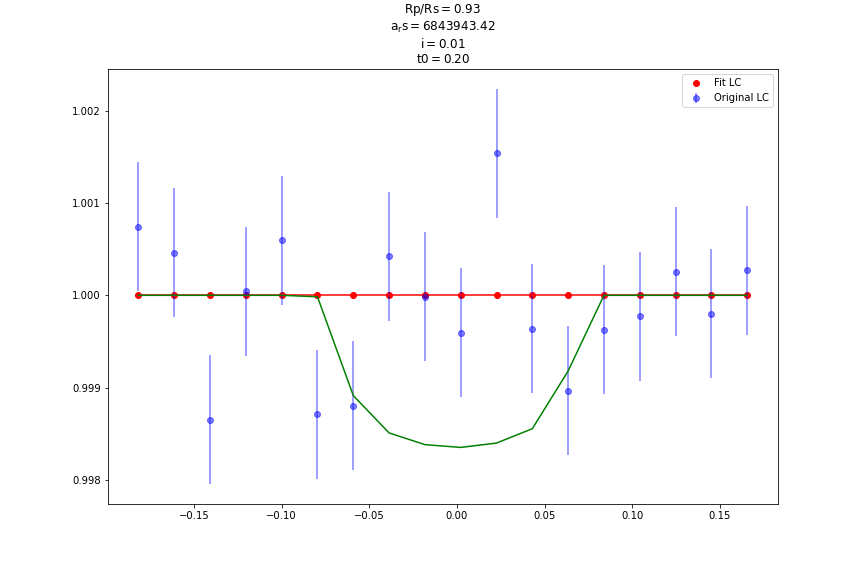 Rp/Rs = 0.93
aᵣs = 6843943.42
i = 0.01
t0 = 0.20
Fit LC
Original LC
1.002
1.001
1.000
0.999
0.998
−0.15 −0.10 −0.05 0.00 0.05 0.10 0.15